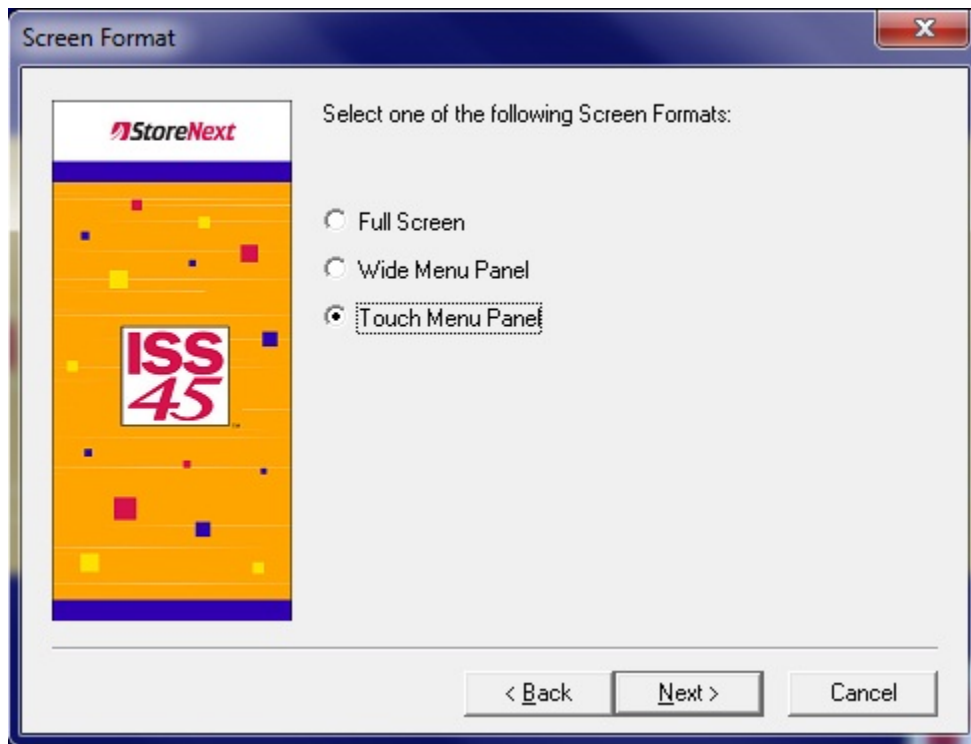 Screen Format
StoreNext
Select one of the following Screen Formats:
Full Screen
Wide Menu Panel
Touch Menu Panel
ISS
45
< Back
Next >
Cancel